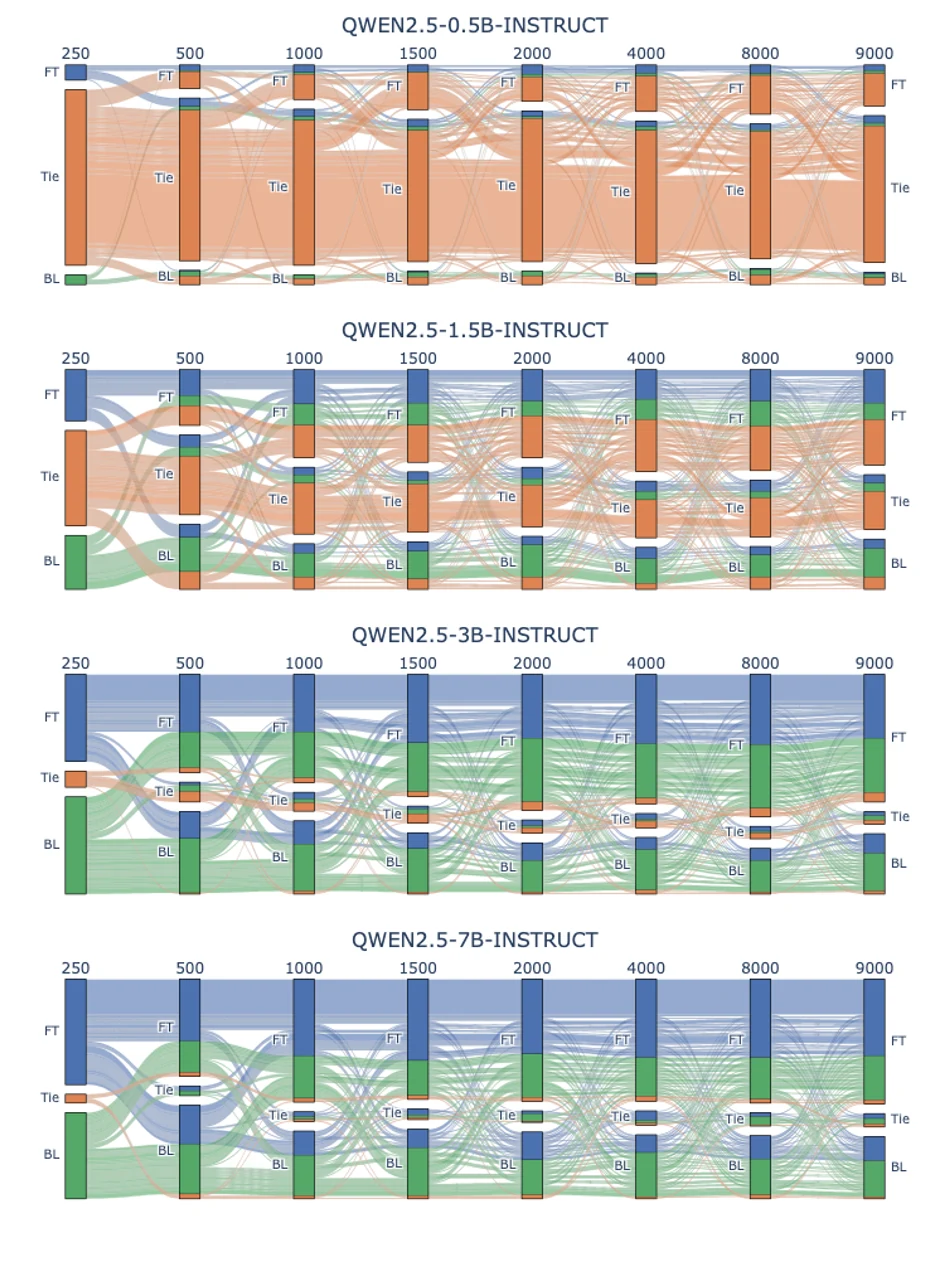 QWEN2.5-0.5B-INSTRUCT
250 500 1000 1500 2000 4000 8000 9000
FT FT FT FT FT FT FT FT
Tie Tie Tie Tie Tie Tie Tie Tie
BL BL BL BL BL BL BL BL
QWEN2.5-1.5B-INSTRUCT
250 500 1000 1500 2000 4000 8000 9000
FT FT FT FT FT FT FT FT
Tie Tie Tie Tie Tie Tie Tie Tie
BL BL BL BL BL BL BL BL
QWEN2.5-3B-INSTRUCT
250 500 1000 1500 2000 4000 8000 9000
FT FT FT FT FT FT FT FT
Tie Tie Tie Tie Tie Tie Tie Tie
BL BL BL BL BL BL BL BL
QWEN2.5-7B-INSTRUCT
250 500 1000 1500 2000 4000 8000 9000
FT FT FT FT FT FT FT FT
Tie Tie Tie Tie Tie Tie Tie Tie
BL BL BL BL BL BL BL BL